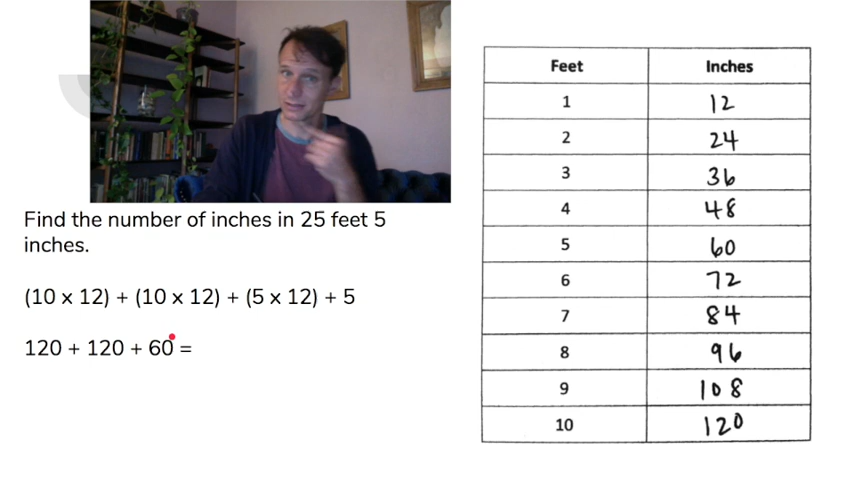 Find the number of inches in 25 feet 5
inches.
(10 x 12) + (10 x 12) + (5 x 12) + 5
120 + 120 + 60 =
Feet Inches
1 12
2 24
3 36
4 48
5 60
6 72
7 84
8 96
9 108
10 120